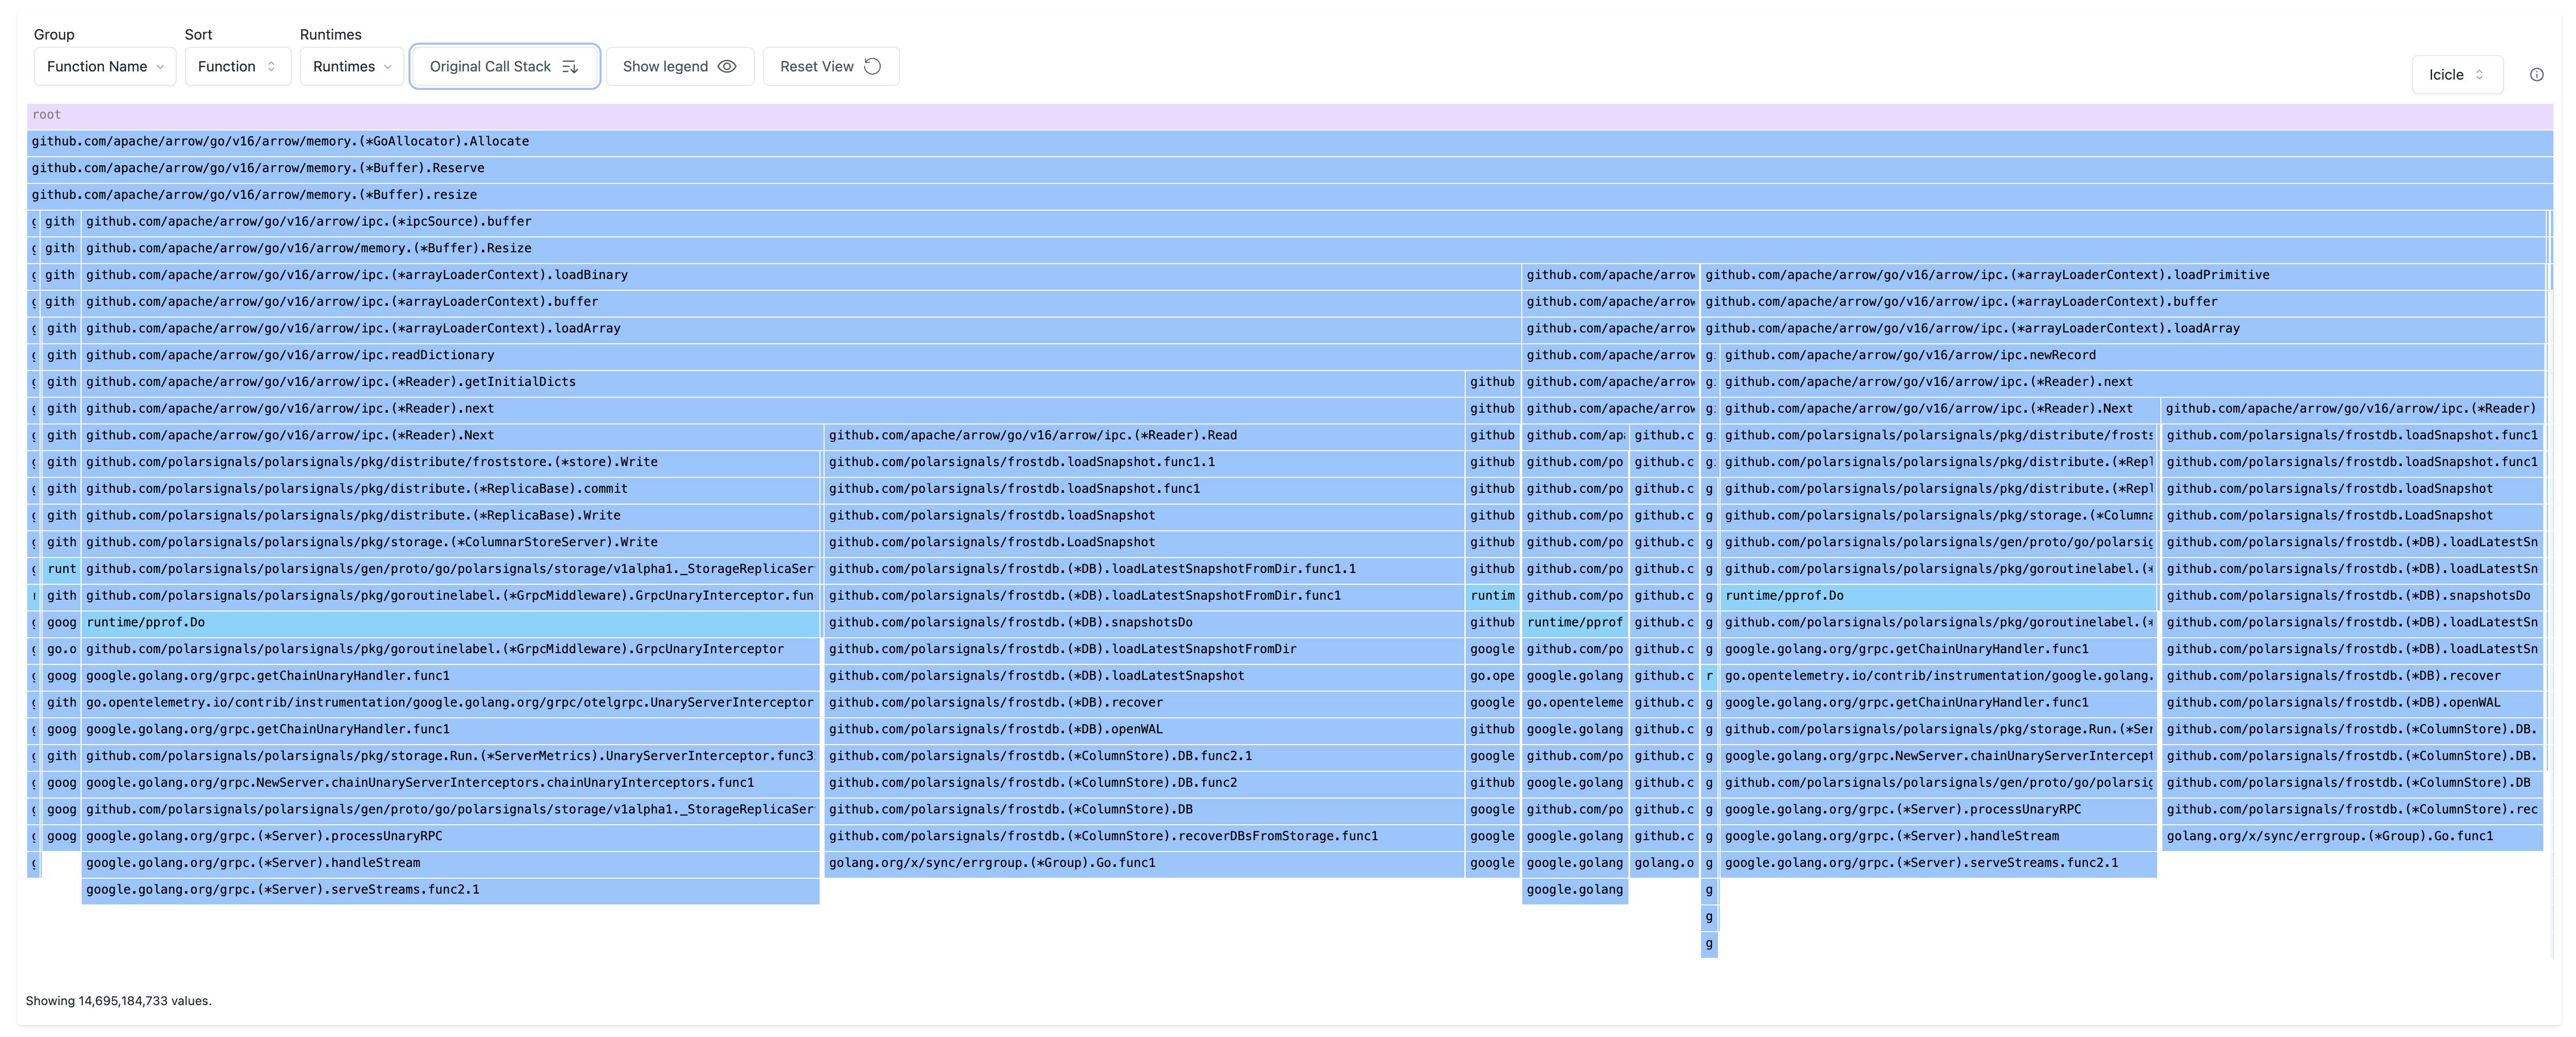 Group Sort Runtimes
Function Name Function Runtimes Original Call Stack Show legend Reset View Icicle
root
github.com/apache/arrow/go/v16/arrow/memory.(*GoAllocator).Allocate
github.com/apache/arrow/go/v16/arrow/memory.(*Buffer).Reserve
github.com/apache/arrow/go/v16/arrow/memory.(*Buffer).resize
g gith github.com/apache/arrow/go/v16/arrow/ipc.(*ipcSource).buffer
g gith github.com/apache/arrow/go/v16/arrow/memory.(*Buffer).Resize
g gith github.com/apache/arrow/go/v16/arrow/ipc.(*arrayLoaderContext).loadBinary github.com/apache/arrow github.com/apache/arrow/go/v16/arrow/ipc.(*arrayLoaderContext).loadPrimitive
g gith github.com/apache/arrow/go/v16/arrow/ipc.(*arrayLoaderContext).buffer github.com/apache/arrow github.com/apache/arrow/go/v16/arrow/ipc.(*arrayLoaderContext).buffer
g gith github.com/apache/arrow/go/v16/arrow/ipc.(*arrayLoaderContext).loadArray github.com/apache/arrow github.com/apache/arrow/go/v16/arrow/ipc.(*arrayLoaderContext).loadArray
g gith github.com/apache/arrow/go/v16/arrow/ipc.readDictionary github.com/apache/arrow g github.com/apache/arrow/go/v16/arrow/ipc.newRecord
g gith github.com/apache/arrow/go/v16/arrow/ipc.(*Reader).getInitialDicts github github.com/apache/arrow g github.com/apache/arrow/go/v16/arrow/ipc.(*Reader).next
g gith github.com/apache/arrow/go/v16/arrow/ipc.(*Reader).next github github.com/apache/arrow g github.com/apache/arrow/go/v16/arrow/ipc.(*Reader).Next github.com/apache/arrow/go/v16/arrow/ipc.(*Reader)
g gith github.com/apache/arrow/go/v16/arrow/ipc.(*Reader).Next github.com/apache/arrow/go/v16/arrow/ipc.(*Reader).Read github github.com/ap github.c g github.com/polarsignals/polarsignals/pkg/distribute/frosts github.com/polarsignals/frostdb.loadSnapshot.func1
g gith github.com/polarsignals/polarsignals/pkg/distribute/froststore.(*store).Write github.com/polarsignals/frostdb.loadSnapshot.func1.1 github github.com/po github.c g github.com/polarsignals/polarsignals/pkg/distribute.(*Repl github.com/polarsignals/frostdb.loadSnapshot.func1
g gith github.com/polarsignals/polarsignals/pkg/distribute.(*ReplicaBase).commit github.com/polarsignals/frostdb.loadSnapshot.func1 github github.com/po github.c g github.com/polarsignals/polarsignals/pkg/distribute.(*Repl github.com/polarsignals/frostdb.loadSnapshot
g gith github.com/polarsignals/polarsignals/pkg/distribute.(*ReplicaBase).Write github.com/polarsignals/frostdb.loadSnapshot github github.com/po github.c g github.com/polarsignals/polarsignals/pkg/storage.(*Column github.com/polarsignals/frostdb.LoadSnapshot
g gith github.com/polarsignals/polarsignals/pkg/storage.(*ColumnarStoreServer).Write github.com/polarsignals/frostdb.LoadSnapshot github github.com/po github.c g github.com/polarsignals/polarsignals/gen/proto/go/polarsig github.com/polarsignals/frostdb.(*DB).loadLatestSn
g runt github.com/polarsignals/polarsignals/gen/proto/go/polarsignals/storage/v1alpha1._StorageReplicaSer github.com/polarsignals/frostdb.(*DB).loadLatestSnapshotFromDir.func1.1 github github.com/po github.c g github.com/polarsignals/polarsignals/pkg/goroutinelabel.(* github.com/polarsignals/frostdb.(*DB).loadLatestSn
r gith github.com/polarsignals/polarsignals/pkg/goroutinelabel.(*GrpcMiddleware).GrpcUnaryInterceptor.fun github.com/polarsignals/frostdb.(*DB).loadLatestSnapshotFromDir.func1 runtim github.com/po github.c g runtime/pprof.Do github.com/polarsignals/frostdb.(*DB).snapshotsDo
g goog runtime/pprof.Do github.com/polarsignals/frostdb.(*DB).snapshotsDo github runtime/pprof github.c g github.com/polarsignals/polarsignals/pkg/goroutinelabel.(* github.com/polarsignals/frostdb.(*DB).loadLatestSn
g go.o github.com/polarsignals/polarsignals/pkg/goroutinelabel.(*GrpcMiddleware).GrpcUnaryInterceptor github.com/polarsignals/frostdb.(*DB).loadLatestSnapshotFromDir google github.com/po github.c g google.golang.org/grpc.getChainUnaryHandler.func1 github.com/polarsignals/frostdb.(*DB).loadLatestSn
g goog google.golang.org/grpc.getChainUnaryHandler.func1 github.com/polarsignals/frostdb.(*DB).loadLatestSnapshot go.ope google.golang github.c r go.opentelemetry.io/contrib/instrumentation/google.golang. github.com/polarsignals/frostdb.(*DB).recover
g gith go.opentelemetry.io/contrib/instrumentation/google.golang.org/grpc/otelgrpc.UnaryServerInterceptor github.com/polarsignals/frostdb.(*DB).recover google go.openteleme github.c g google.golang.org/grpc.getChainUnaryHandler.func1 github.com/polarsignals/frostdb.(*DB).openWAL
g goog google.golang.org/grpc.getChainUnaryHandler.func1 github.com/polarsignals/frostdb.(*DB).openWAL github google.golang github.c g github.com/polarsignals/polarsignals/pkg/storage.Run.(*Ser github.com/polarsignals/frostdb.(*ColumnStore).DB.
g gith github.com/polarsignals/polarsignals/pkg/storage.Run.(*ServerMetrics).UnaryServerInterceptor.func3 github.com/polarsignals/frostdb.(*ColumnStore).DB.func2.1 google github.com/po github.c g google.golang.org/grpc.NewServer.chainUnaryServerIntercept github.com/polarsignals/frostdb.(*ColumnStore).DB.
g goog google.golang.org/grpc.NewServer.chainUnaryServerInterceptors.chainUnaryInterceptors.func1 github.com/polarsignals/frostdb.(*ColumnStore).DB.func2 github google.golang github.c g github.com/polarsignals/polarsignals/gen/proto/go/polarsig github.com/polarsignals/frostdb.(*ColumnStore).DB
g goog github.com/polarsignals/polarsignals/gen/proto/go/polarsignals/storage/v1alpha1._StorageReplicaSer github.com/polarsignals/frostdb.(*ColumnStore).DB google github.com/po github.c g google.golang.org/grpc.(*Server).processUnaryRPC github.com/polarsignals/frostdb.(*ColumnStore).rec
g goog google.golang.org/grpc.(*Server).processUnaryRPC github.com/polarsignals/frostdb.(*ColumnStore).recoverDBsFromStorage.func1 google google.golang github.c g google.golang.org/grpc.(*Server).handleStream golang.org/x/sync/errgroup.(*Group).Go.func1
g google.golang.org/grpc.(*Server).handleStream golang.org/x/sync/errgroup.(*Group).Go.func1 google google.golang golang.o g google.golang.org/grpc.(*Server).serveStreams.func2.1
google.golang.org/grpc.(*Server).serveStreams.func2.1 google.golang g
g
g
Showing 14,695,184,733 values.